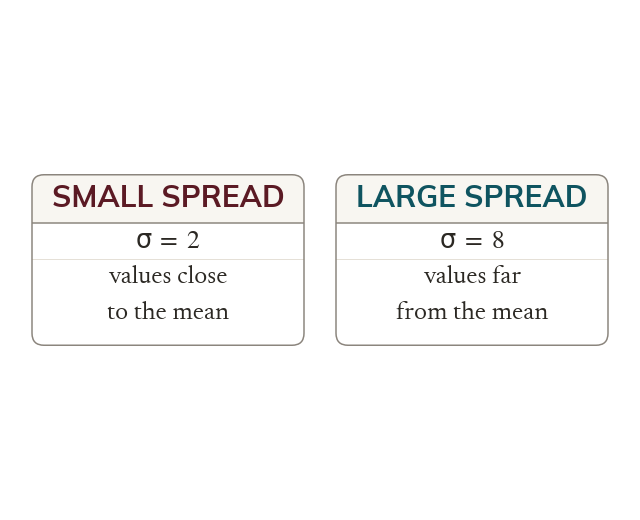 SMALL SPREAD
σ = 2
values close
to the mean
LARGE SPREAD
σ = 8
values far
from the mean